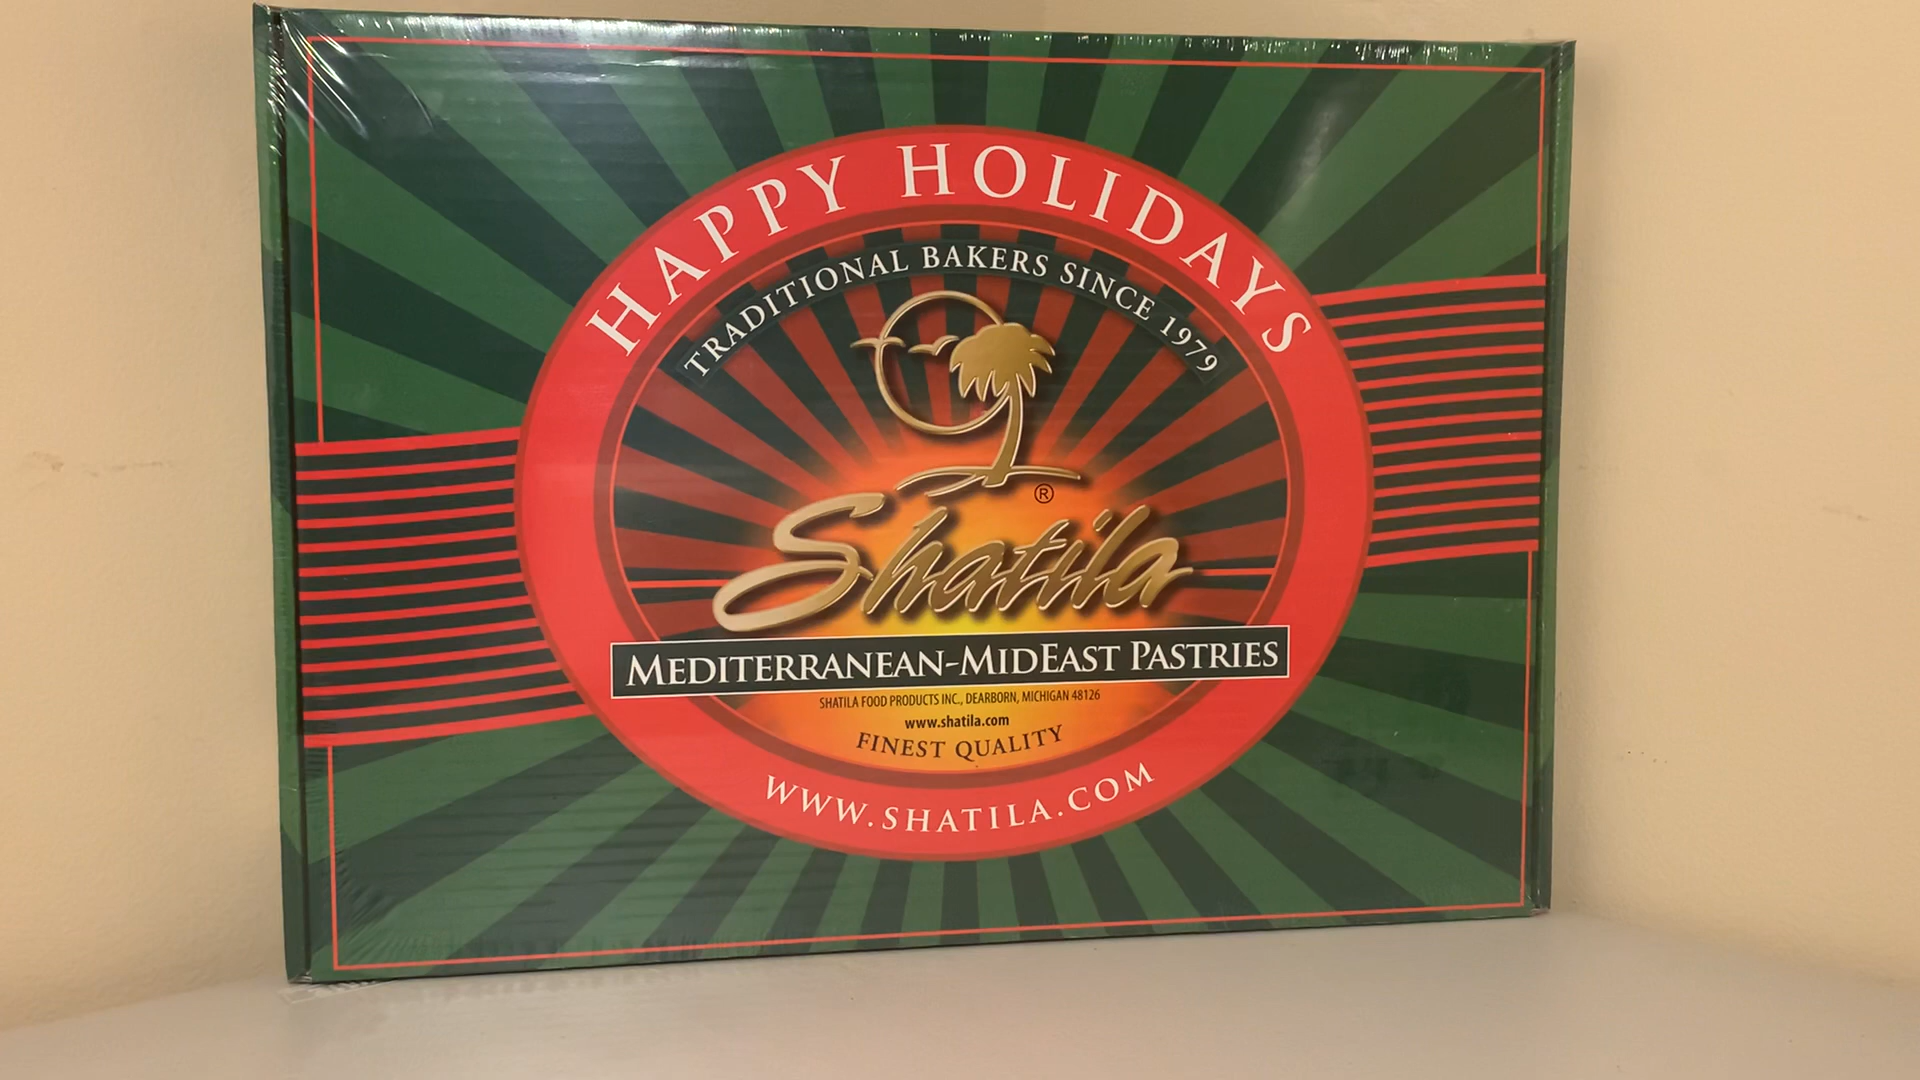 HAPPY HOLIDAYS
TRADITIONAL BAKERS SINCE 1979
®
Shatila
MEDITERRANEAN-MIDEAST PASTRIES
SHATILA FOOD PRODUCTS INC., DEARBORN, MICHIGAN 48126
www.shatila.com
FINEST QUALITY
WWW.SHATILA.COM